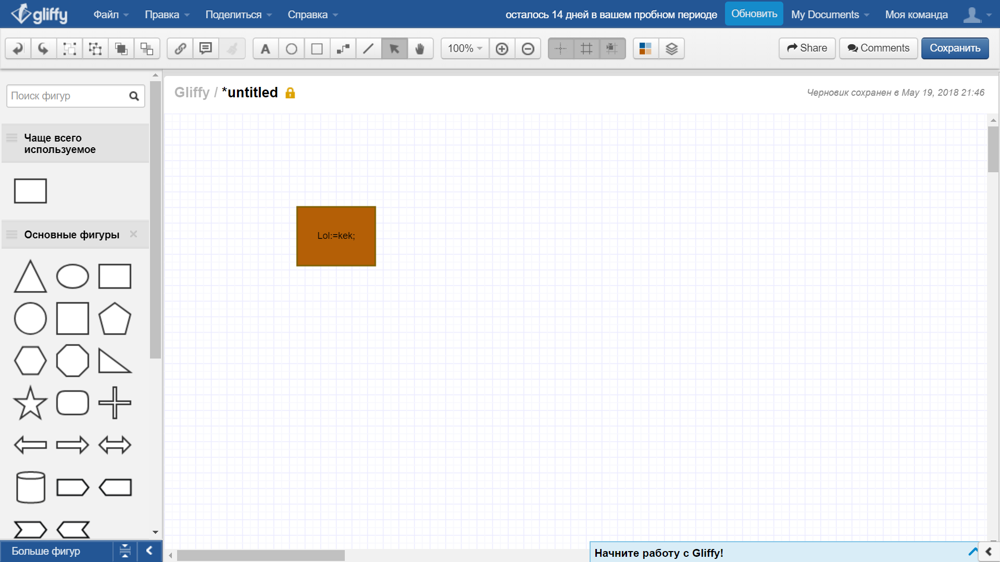 gliffy
Файл
Правка
Поделиться
Справка
осталось 14 дней в вашем пробном периоде
Обновить
My Documents
Моя команда
A
100%
Share
Comments
Сохранить
Поиск фигур
Gliffy / *untitled
Черновик сохранен в May 19, 2018 21:46
Чаще всего
используемое
Lol:=kek;
Основные фигуры
Больше фигур
Начните работу с Gliffy!